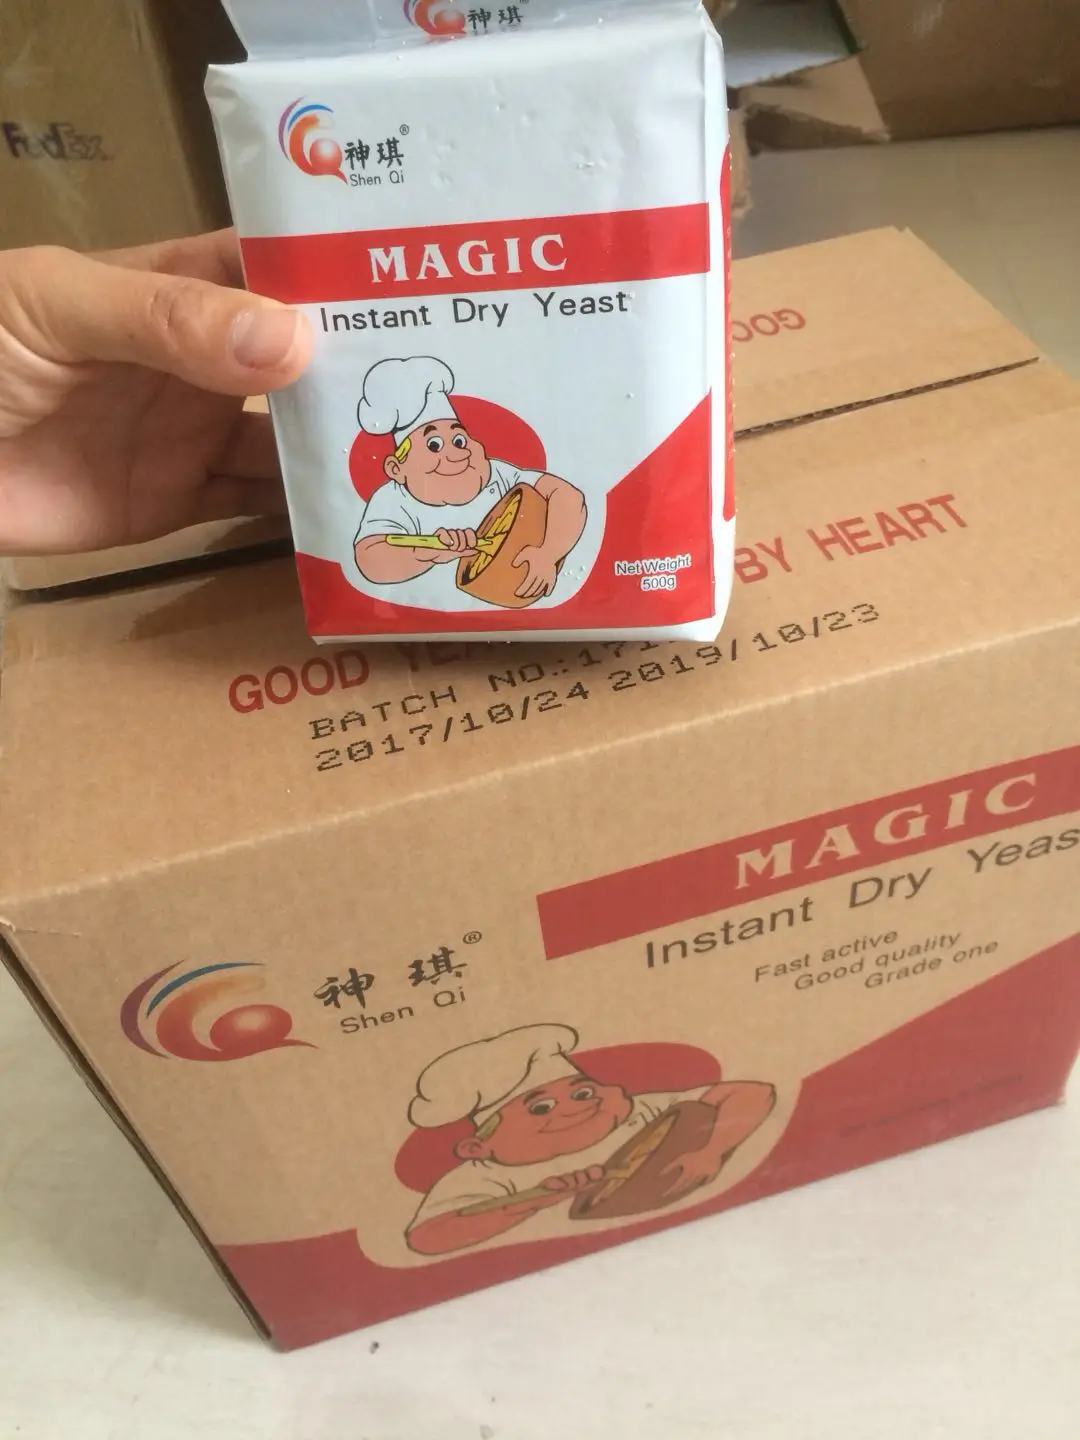 神琪®
FedEx
神琪®
Shen Qi
MAGIC
Instant Dry Yeast
Net Weight
500g
GOOD
GOOD BY HEART
BATCH NO.:171
2017/10/24 2019/10/23
MAGIC
Instant Dry Yeas
Fast active
Good quality
Grade one
神琪®
Shen Qi